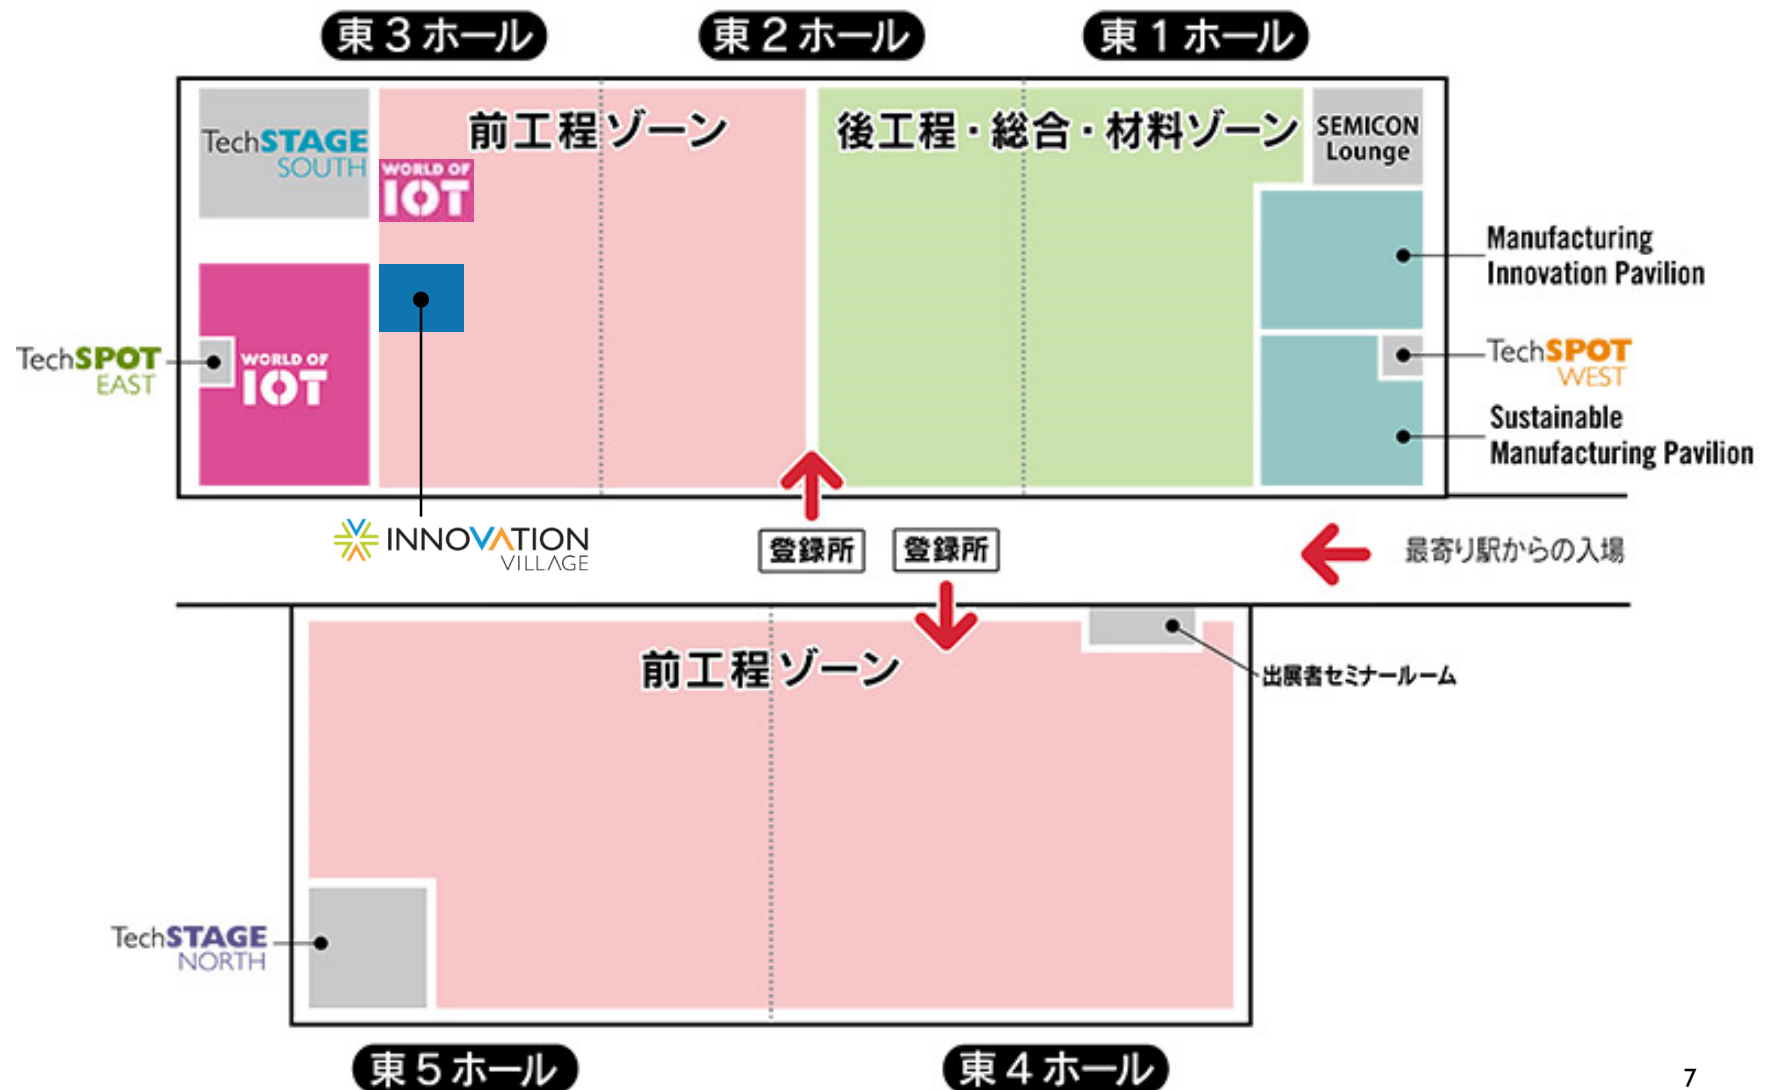 東3ホール
東2ホール
東1ホール
前工程ゾーン
後工程・総合・材料ゾーン
SEMICON
Lounge
TechSTAGE
SOUTH
WORLD OF
IOT
Manufacturing
Innovation Pavilion
TechSPOT
EAST
WORLD OF
IOT
TechSPOT
WEST
Sustainable
Manufacturing Pavilion
INNOVATION
VILLAGE
登録所
登録所
最寄り駅からの入場
前工程ゾーン
出展者セミナールーム
TechSTAGE
NORTH
東5ホール
東4ホール
7